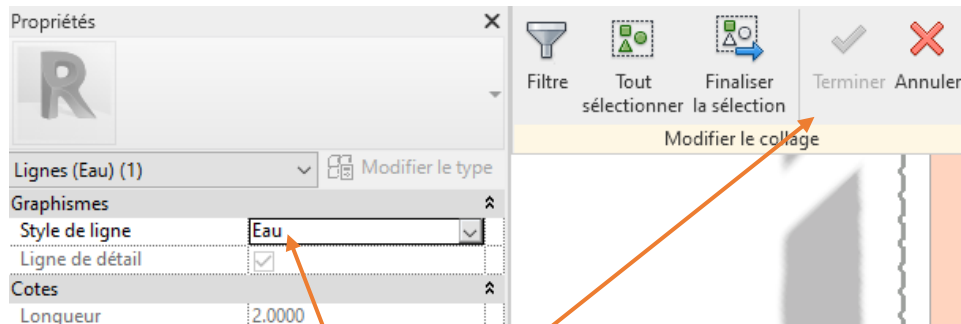 Propriétés
R
Lignes (Eau) (1)
Modifier le type
Graphismes
Style de ligne
Eau
Ligne de détail
Cotes
Longueur
2.0000
Filtre
Tout
sélectionner
Finaliser
la sélection
Terminer
Annuler
Modifier le collage